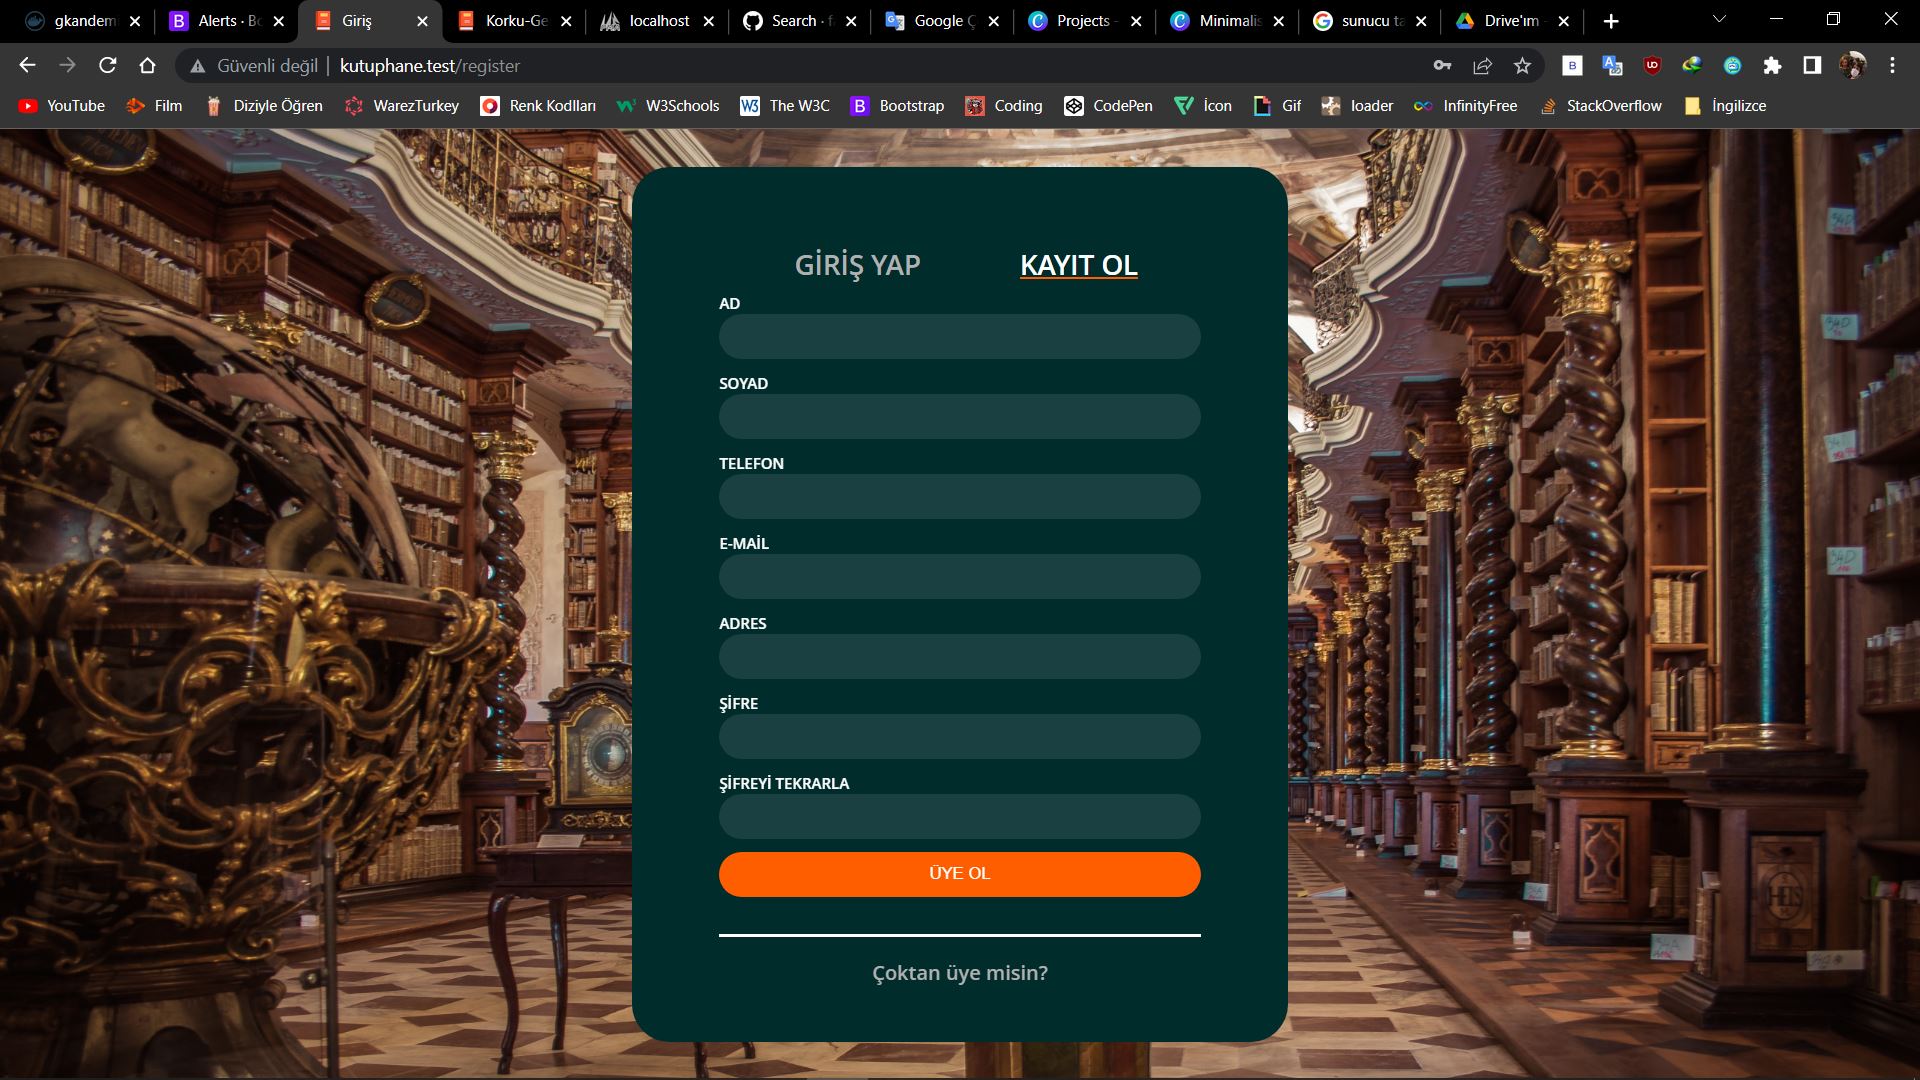 gkandem
Alerts · Bo
Giriş
Korku-Ge
localhost
Search · f
Google Ç
Projects -
Minimalis
sunucu ta
Drive'ım -
Güvenli değil | kutuphane.test/register
YouTube
Film
Diziyle Öğren
WarezTurkey
Renk Kodlları
W3Schools
The W3C
Bootstrap
Coding
CodePen
İcon
Gif
loader
InfinityFree
StackOverflow
İngilizce
GİRİŞ YAP
KAYIT OL
AD
SOYAD
TELEFON
E-MAİL
ADRES
ŞİFRE
ŞİFREYİ TEKRARLA
ÜYE OL
Çoktan üye misin?